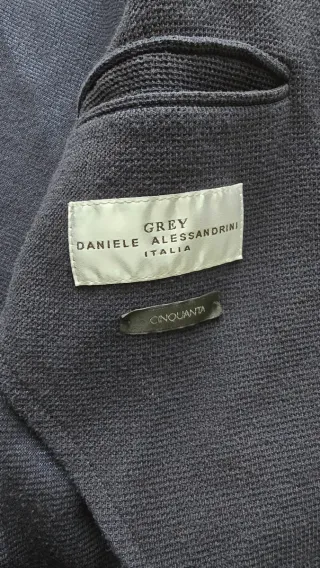 GREY
DANIELE ALESSANDRINI
ITALIA
CINQUANTA